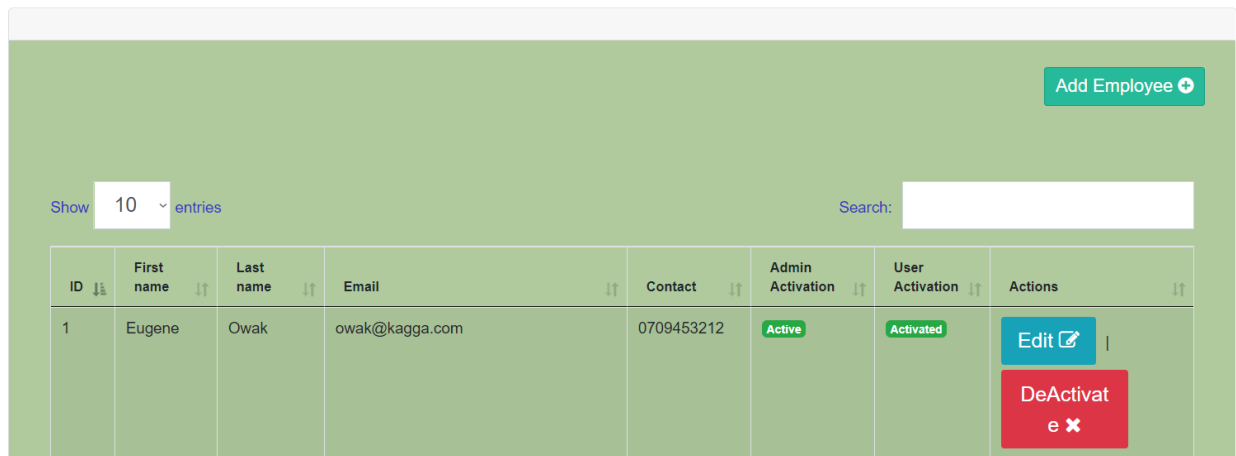 Add Employee
Show 10 entries
Search:
ID
First name
Last name
Email
Contact
Admin Activation
User Activation
Actions
1
Eugene
Owak
owak@kagga.com
0709453212
Active
Activated
Edit |
DeActivat
e